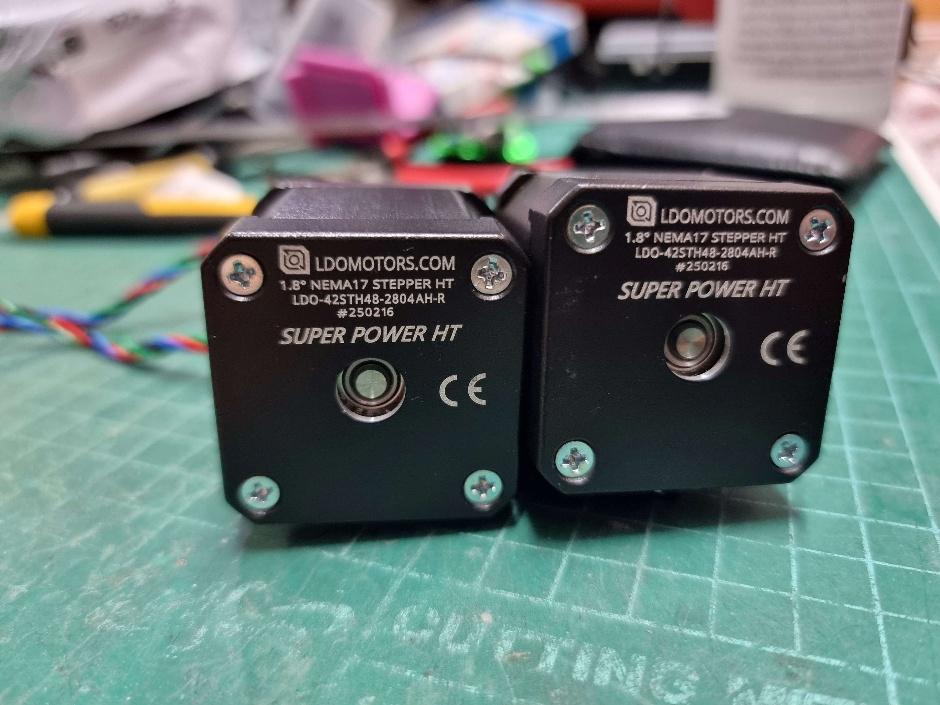 LDOMOTORS.COM
1.8° NEMA17 STEPPER HT
LDO-42STH48-2804AH-R
#250216
SUPER POWER HT
CE
LDOMOTORS.COM
1.8° NEMA17 STEPPER HT
LDO-42STH48-2804AH-R
#250216
SUPER POWER HT
CE
CUTTING